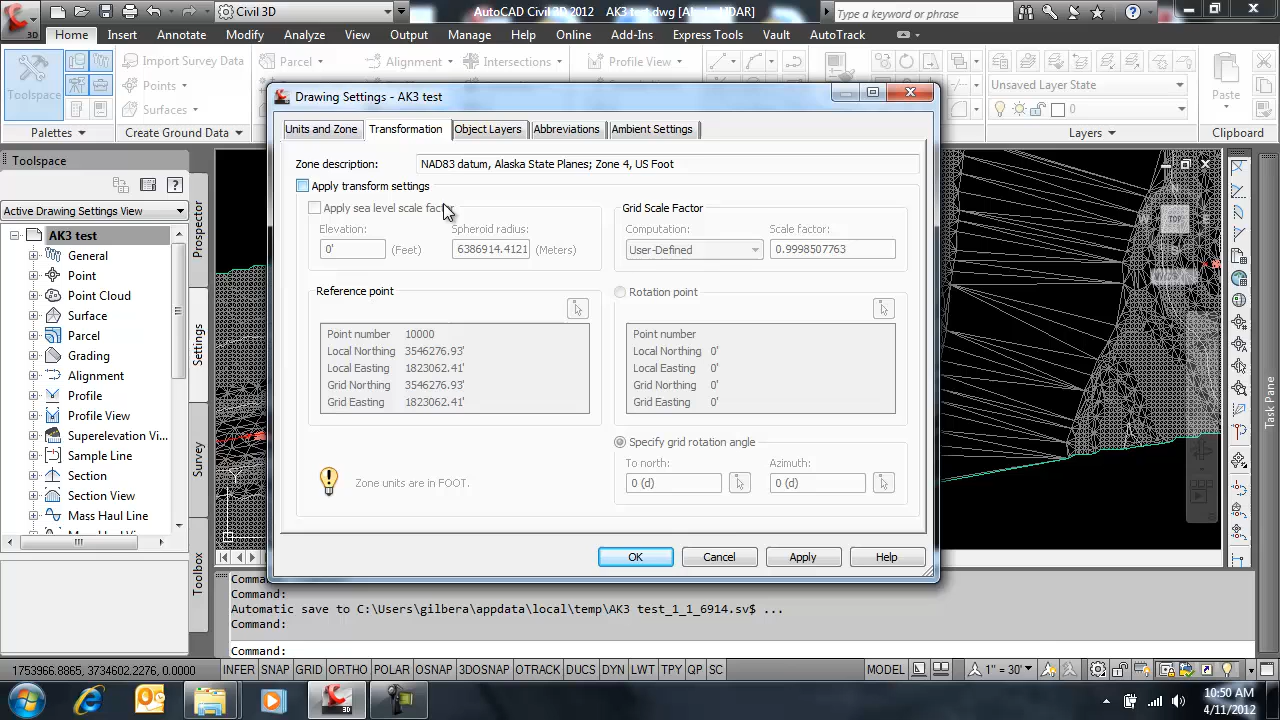 Civil 3D
AutoCAD Civil 3D 2012 AK3 test.dwg
Type a keyword or phrase
3D
Home Insert Annotate Modify Analyze View Output Manage Help Online Add-Ins Express Tools Vault AutoTrack
Toolspace
Import Survey Data
Points
Surfaces
Parcel
Alignment
Intersections
Profile View
Unsaved Layer State
0
Paste
Palettes
Create Ground Data
Layers
Clipboard
Toolspace
Active Drawing Settings View
AK3 test
General
Point
Point Cloud
Surface
Parcel
Grading
Alignment
Profile
Profile View
Superelevation Vi...
Sample Line
Section
Section View
Mass Haul Line
Prospector
Settings
Survey
Toolbox
Drawing Settings - AK3 test
Units and Zone Transformation Object Layers Abbreviations Ambient Settings
Zone description: NAD83 datum, Alaska State Planes; Zone 4, US Foot
Apply transform settings
Apply sea level scale factor
Elevation: Spheroid radius:
0' (Feet) 6386914.4121 (Meters)
Grid Scale Factor
Computation: Scale factor:
User-Defined 0.9998507763
Reference point
Point number 10000
Local Northing 3546276.93'
Local Easting 1823062.41'
Grid Northing 3546276.93'
Grid Easting 1823062.41'
Rotation point
Point number
Local Northing 0'
Local Easting 0'
Grid Northing 0'
Grid Easting 0'
Specify grid rotation angle
To north: Azimuth:
0 (d) 0 (d)
Zone units are in FOOT.
OK Cancel Apply Help
TOP
Task Pane
Command:
Command:
Automatic save to C:\Users\gilbera\appdata\local\temp\AK3 test_1_1_6914.sv$ ...
Command:
Command:
1753966.8865, 3734602.2276, 0.0000 INFER SNAP GRID ORTHO POLAR OSNAP 3DOSNAP OTRACK DUCS DYN LWT TPY QP SC MODEL 1" = 30'
10:50 AM
4/11/2012